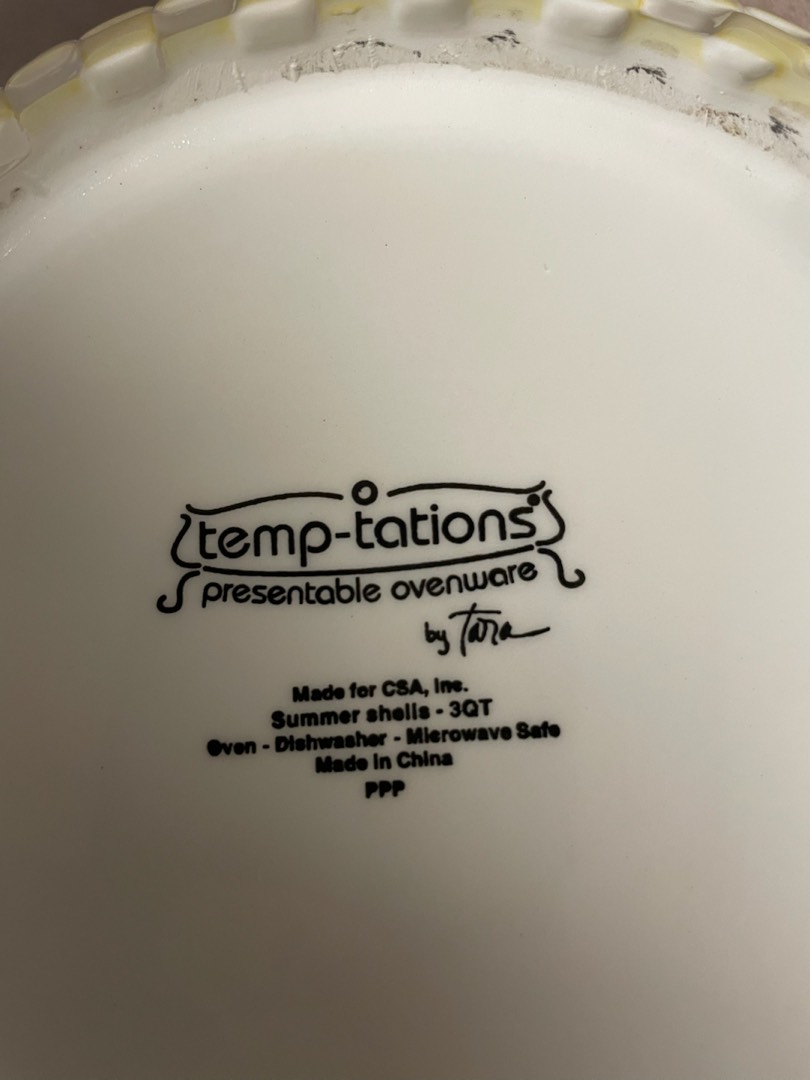 temp-tations
presentable ovenware
by Tara
Made for CSA, Inc.
Summer shells - 3QT
Oven - Dishwasher - Microwave Safe
Made in China
PPP